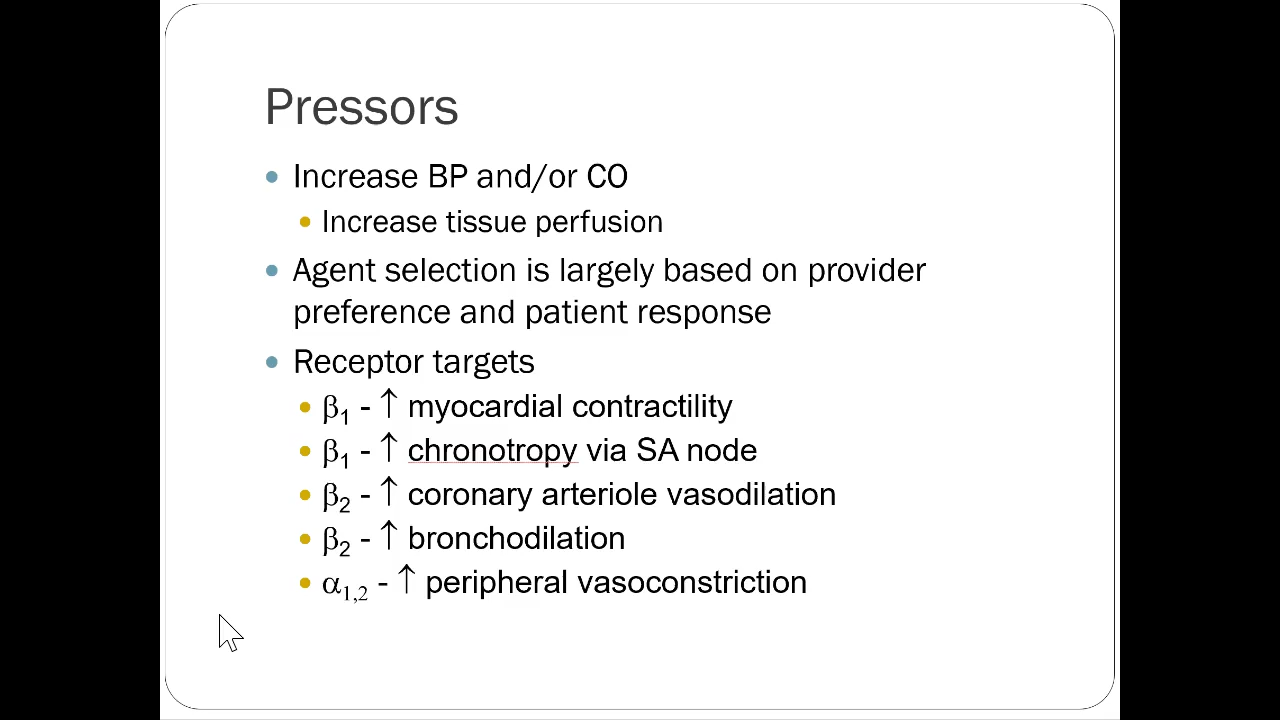 Pressors
Increase BP and/or CO
Increase tissue perfusion
Agent selection is largely based on provider
preference and patient response
Receptor targets
β₁ - ↑ myocardial contractility
β₁ - ↑ chronotropy via SA node
β₂ - ↑ coronary arteriole vasodilation
β₂ - ↑ bronchodilation
α₁,₂ - ↑ peripheral vasoconstriction